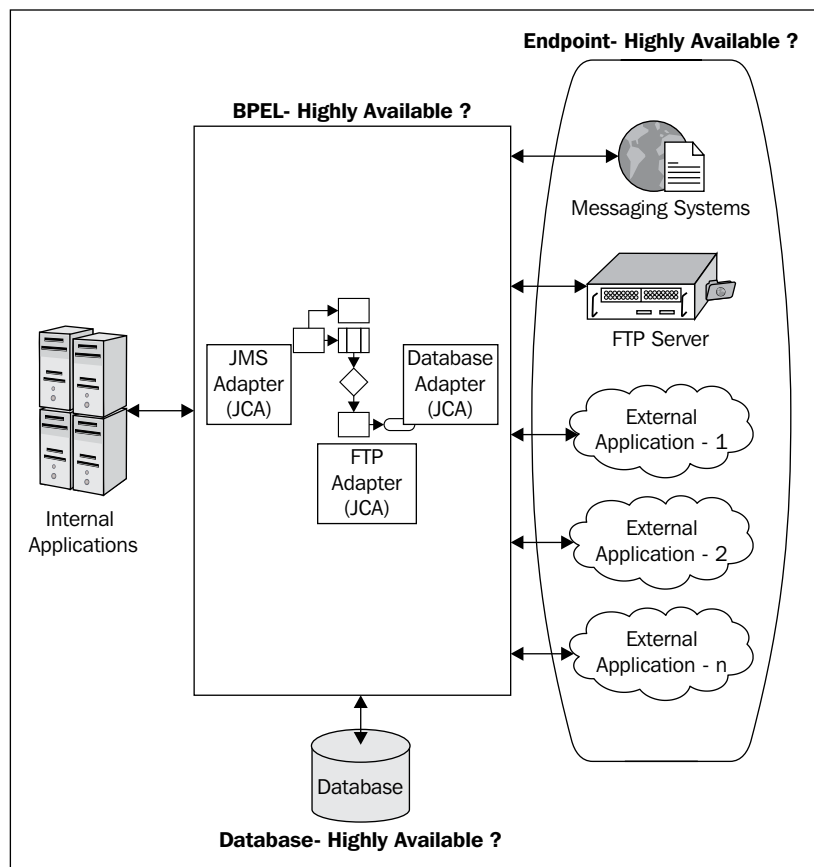 Endpoint- Highly Available ?
BPEL- Highly Available ?
Messaging Systems
FTP Server
JMS
Adapter
(JCA)
Database
Adapter
(JCA)
FTP
Adapter
(JCA)
Internal
Applications
External
Application - 1
External
Application - 2
External
Application - n
Database
Database- Highly Available ?